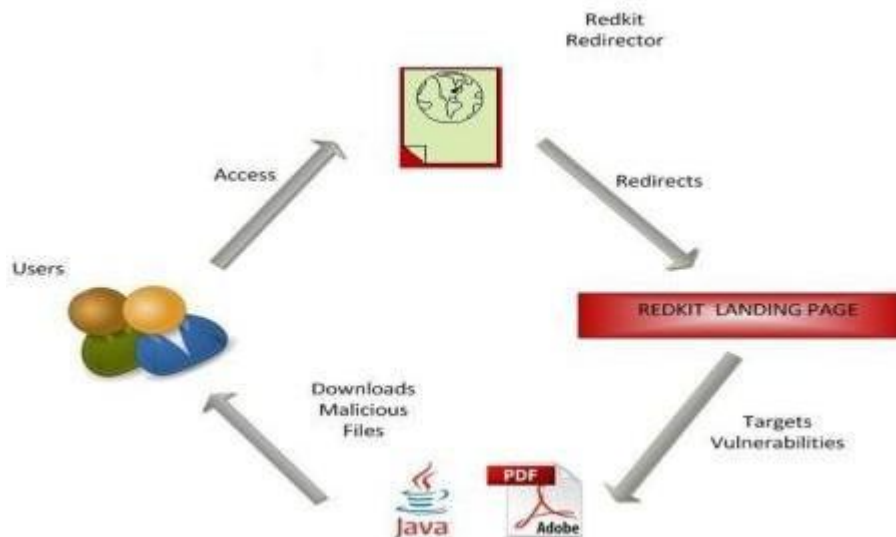 Redkit
Redirector
Access
Redirects
Users
REDKIT LANDING PAGE
Downloads
Malicious
Files
Targets
Vulnerabilities
Java
PDF
Adobe